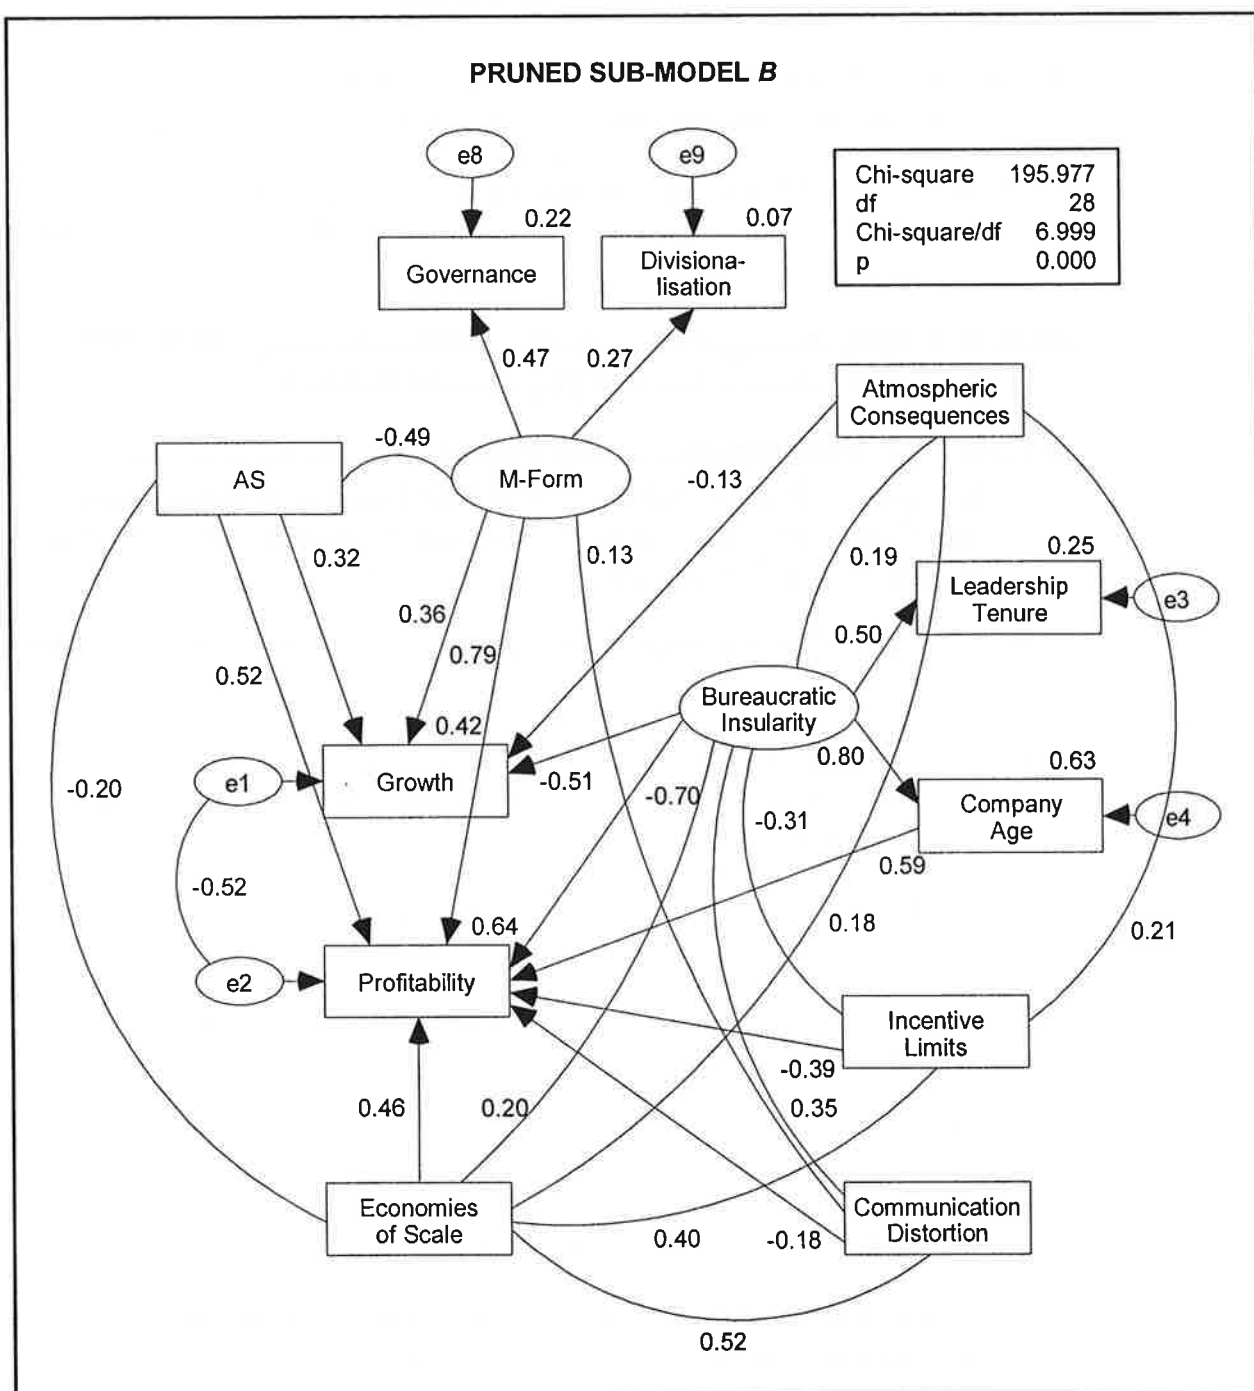 PRUNED SUB-MODEL B
e8
e9
Chi-square 195.977
df 28
Chi-square/df 6.999
p 0.000
0.22
0.07
Governance
Divisiona-
lisation
0.47
0.27
Atmospheric
Consequences
-0.49
AS
M-Form
-0.13
0.32
0.13
0.19
0.25
Leadership
Tenure
e3
0.36
0.50
0.79
0.52
Bureaucratic
Insularity
0.42
0.80
0.63
e1
Growth
-0.51
-0.20
-0.70
-0.31
Company
Age
e4
0.59
-0.52
0.64
0.18
0.21
e2
Profitability
Incentive
Limits
-0.39
0.46
0.20
0.35
Economies
of Scale
Communication
Distortion
0.40
-0.18
0.52